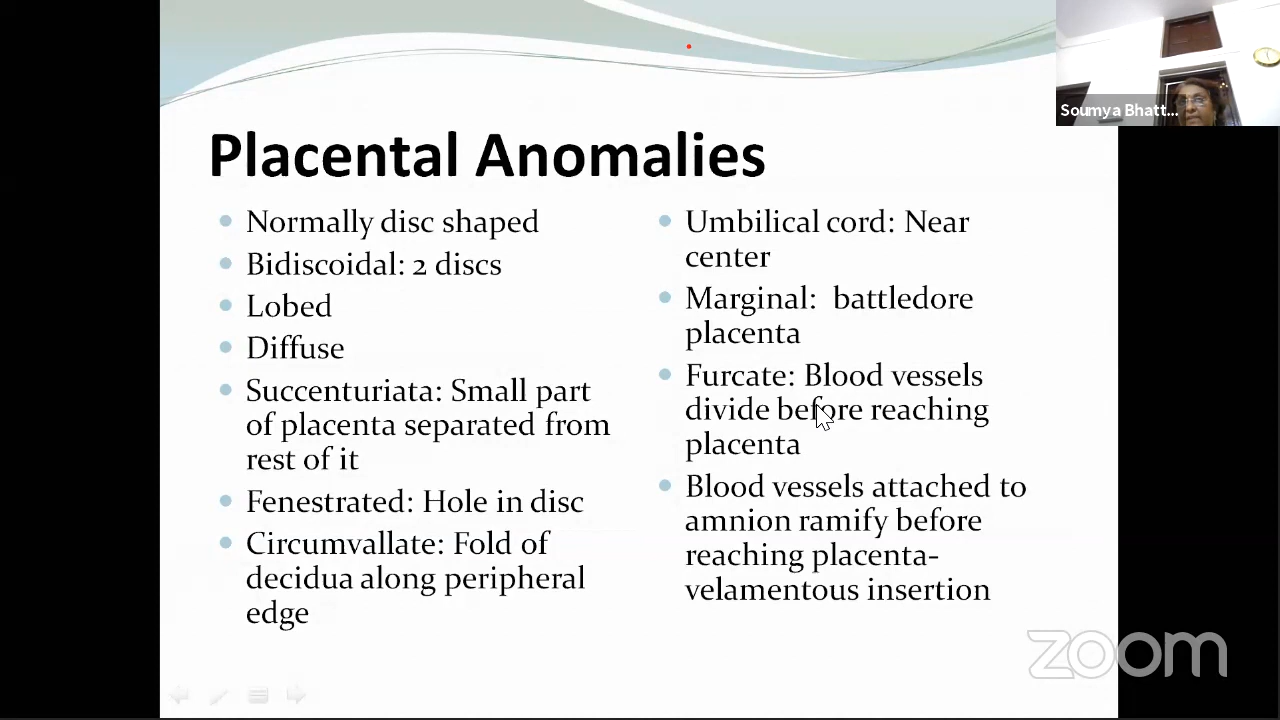 Soumya Bhatt...
Placental Anomalies
Normally disc shaped
Bidiscoidal: 2 discs
Lobed
Diffuse
Succenturiata: Small part
of placenta separated from
rest of it
Fenestrated: Hole in disc
Circumvallate: Fold of
decidua along peripheral
edge
Umbilical cord: Near
center
Marginal:  battledore
placenta
Furcate: Blood vessels
divide before reaching
placenta
Blood vessels attached to
amnion ramify before
reaching placenta-
velamentous insertion
zoom